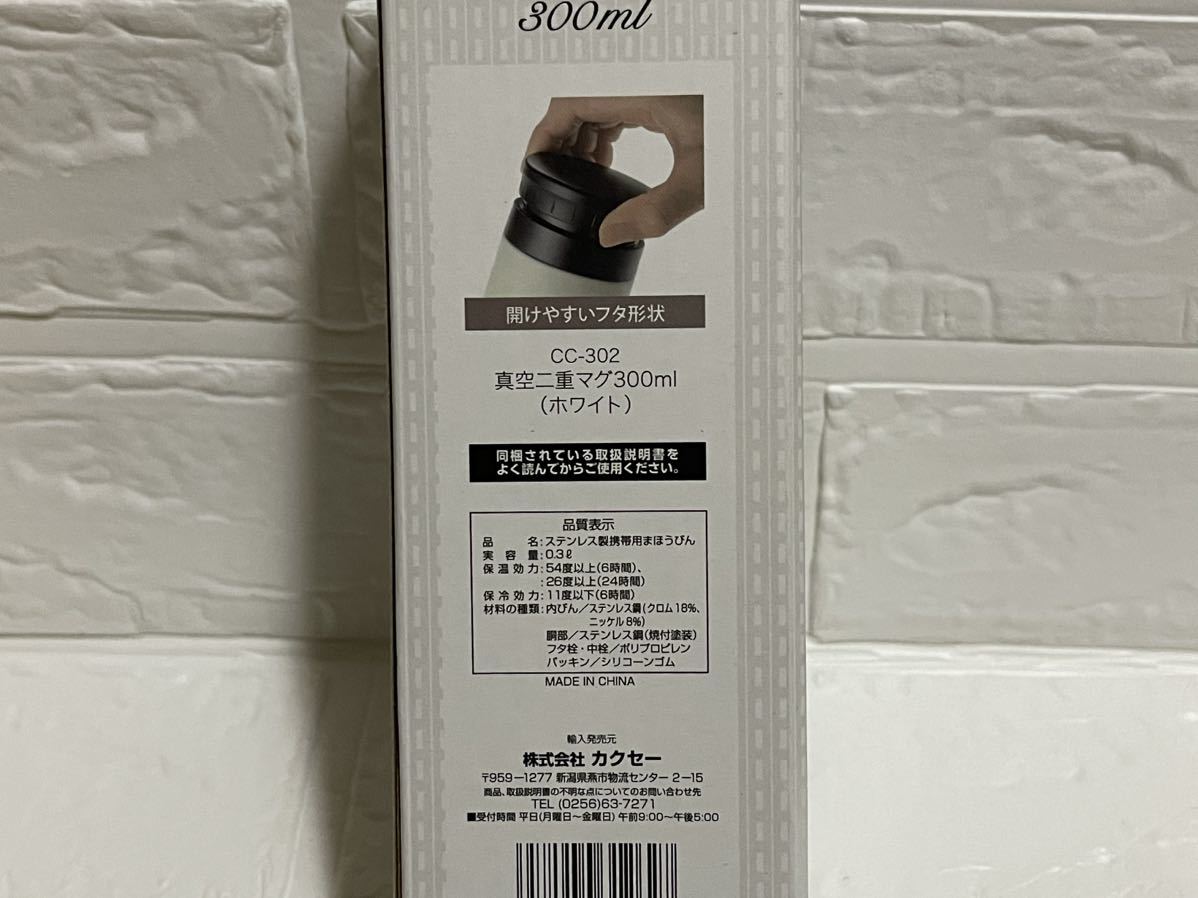 300ml
開けやすいフタ形状
CC-302
真空二重マグ300ml
(ホワイト)
同梱されている取扱説明書を
よく読んでからご使用ください。
品質表示
品　　名:ステンレス製携帯用まほうびん
実 容 量:0.3ℓ
保温効力:54度以上(6時間)、
:26度以上(24時間)
保冷効力:11度以下(6時間)
材料の種類:内びん/ステンレス鋼(クロム18%、
ニッケル8%)
胴部/ステンレス鋼(焼付塗装)
フタ栓・中栓/ポリプロピレン
パッキン/シリコーンゴム
MADE IN CHINA
輸入発売元
株式会社 カクセー
〒959-1277 新潟県燕市物流センター 2-15
商品、取扱説明書の不明な点についてのお問い合わせ先
TEL (0256)63-7271
■受付時間 平日(月曜日〜金曜日) 午前9:00〜午後5:00